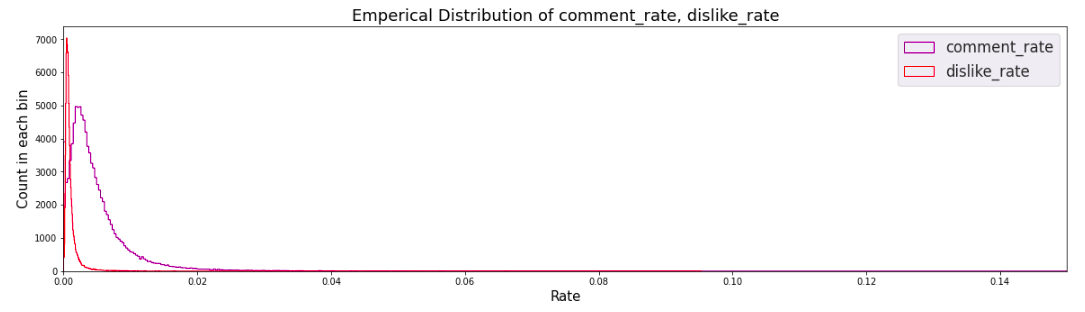 Emperical Distribution of comment_rate, dislike_rate
comment_rate
dislike_rate
Count in each bin
7000
6000
5000
4000
3000
2000
1000
0
0.00 0.02 0.04 0.06 0.08 0.10 0.12 0.14
Rate